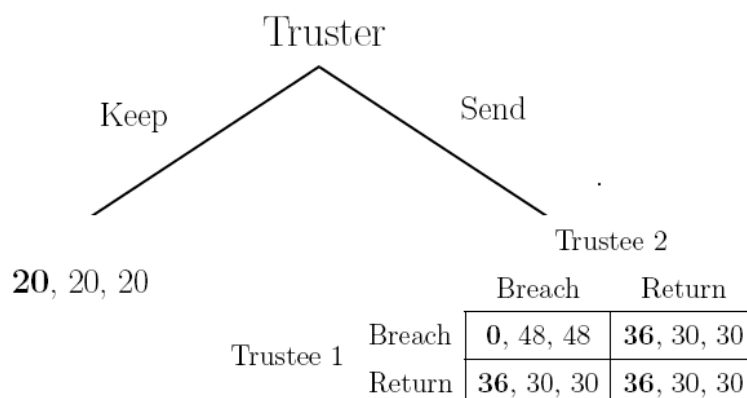 Truster
Keep
Send
.
Trustee 2
20, 20, 20
Breach Return
Breach 0, 48, 48 36, 30, 30
Trustee 1
Return 36, 30, 30 36, 30, 30